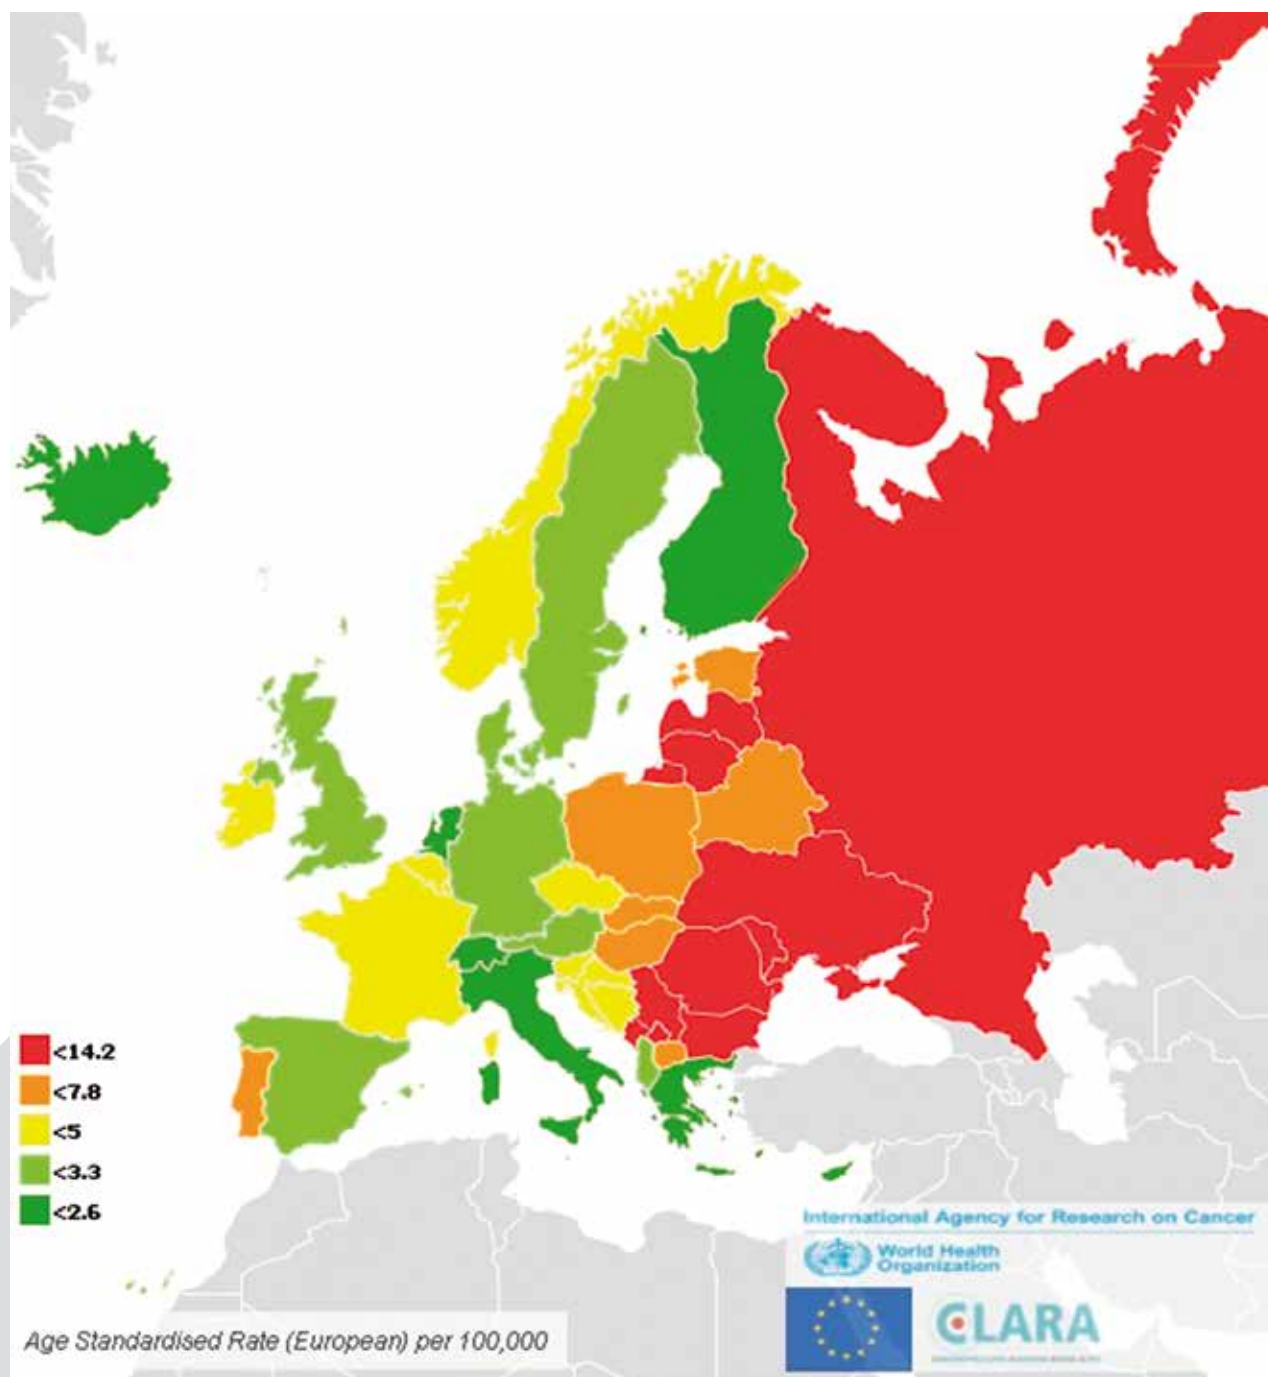 <14.2
<7.8
<5
<3.3
<2.6
International Agency for Research on Cancer
World Health
Organization
CLARA
Age Standardised Rate (European) per 100,000